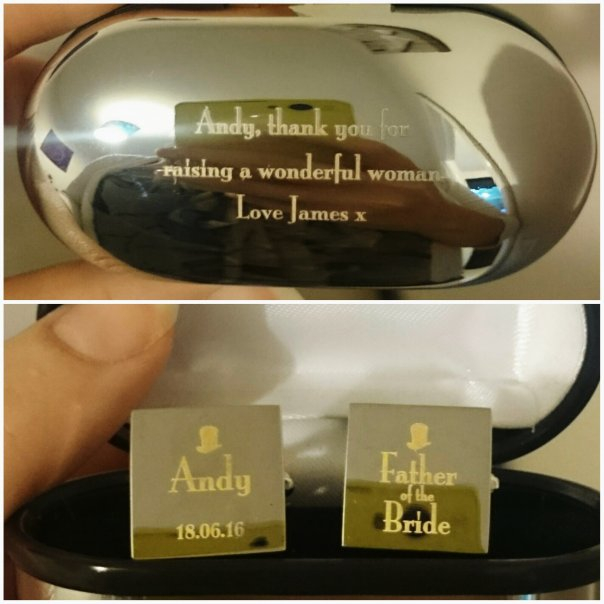 Andy, thank you for
raising a wonderful woman
Love James x
Andy
18.06.16
Father
of the
Bride